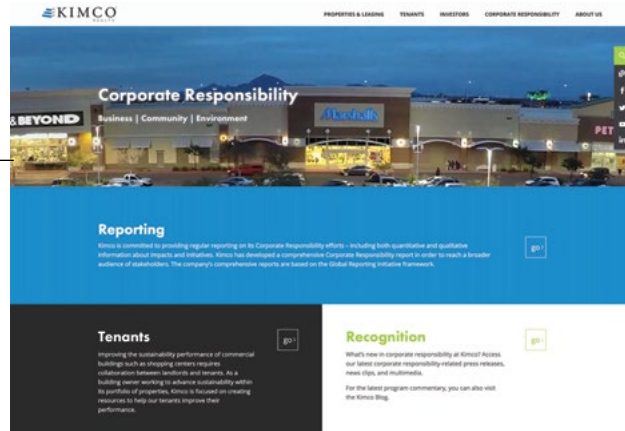 KIMCO
REALTY
PROPERTIES & LEASING TENANTS INVESTORS CORPORATE RESPONSIBILITY ABOUT US
Corporate Responsibility
Business | Community | Environment
& BEYOND
Marshalls
PET
Reporting
Kimco is committed to providing regular reporting on its Corporate Responsibility efforts – including both quantitative and qualitative
information about impacts and initiatives. Kimco has developed a comprehensive Corporate Responsibility report in order to reach a broader
audience of stakeholders. The company's comprehensive reports are based on the Global Reporting Initiative framework.
go ›
Tenants
go ›
Improving the sustainability performance of commercial
buildings such as shopping centers requires
collaboration between landlords and tenants. As a
building owner working to advance sustainability within
its portfolio of properties, Kimco is focused on creating
resources to help our tenants improve their
performance.
Recognition
go ›
What's new in corporate responsibility at Kimco? Access
our latest corporate responsibility-related press releases,
news clips, and multimedia.
For the latest program commentary, you can also visit
the Kimco Blog.